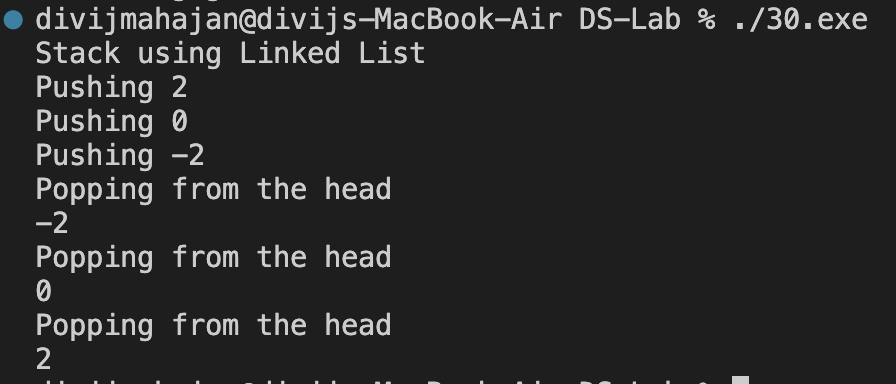 divijmahajan@divijs-MacBook-Air DS-Lab % ./30.exe
Stack using Linked List
Pushing 2
Pushing 0
Pushing -2
Popping from the head
-2
Popping from the head
0
Popping from the head
2